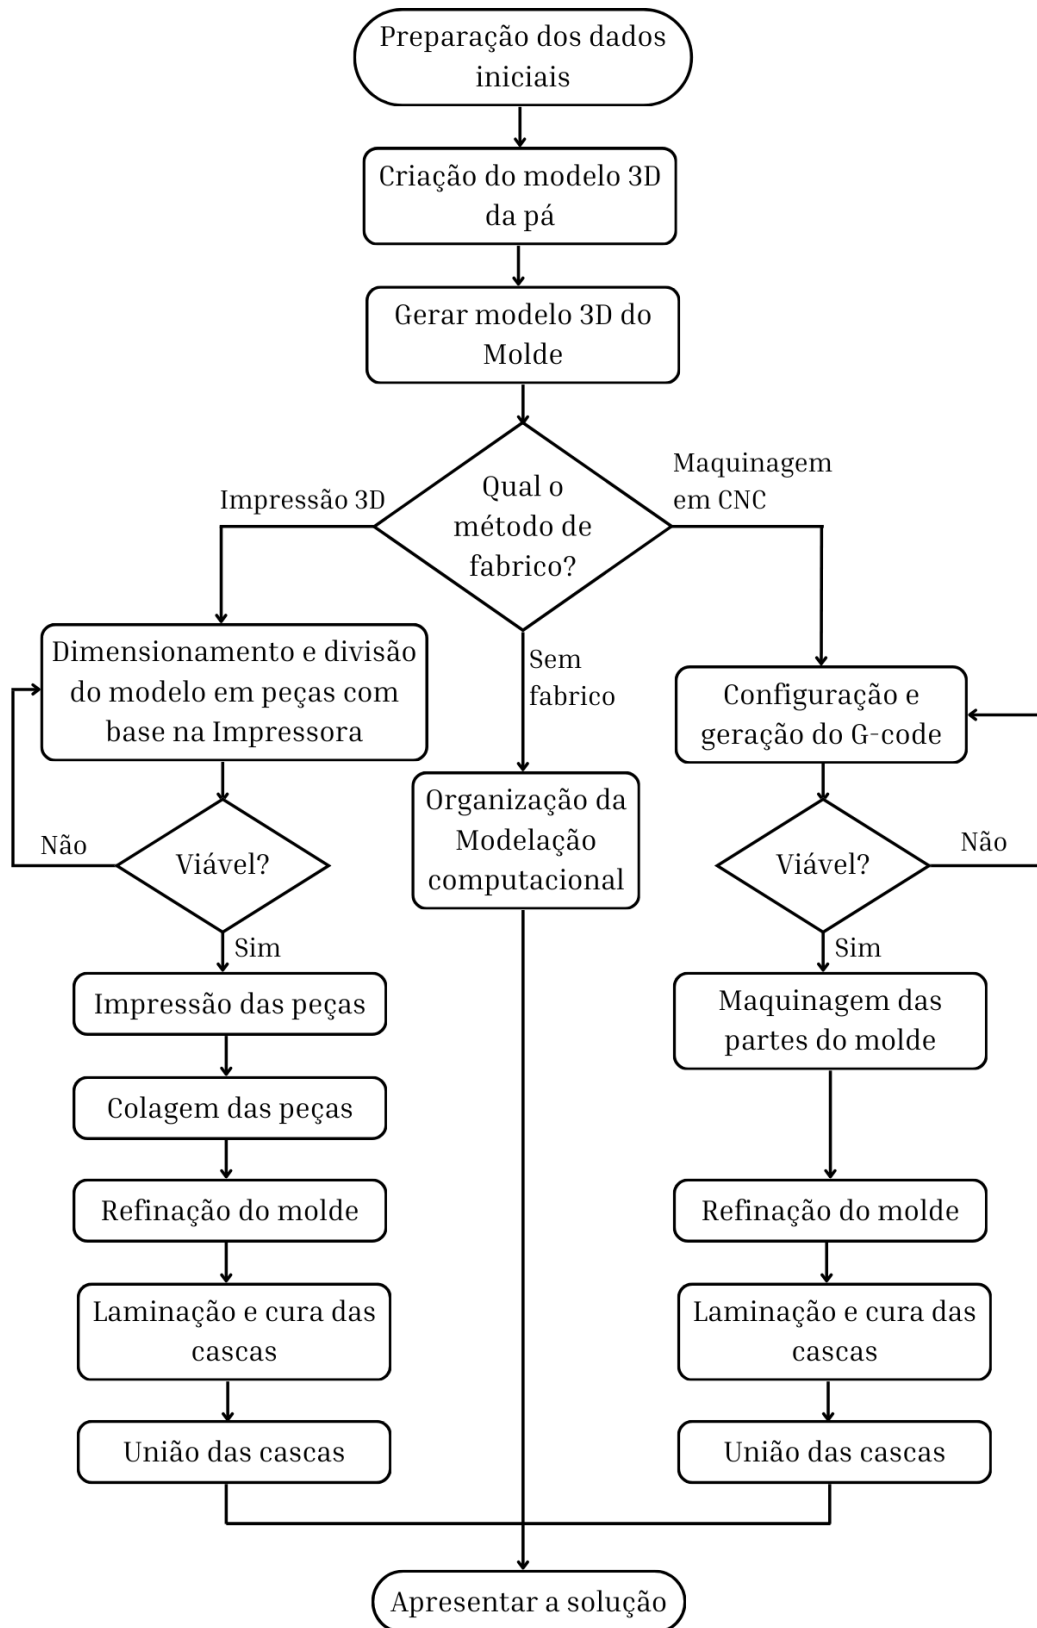 Preparação dos dados
iniciais
Criação do modelo 3D
da pá
Gerar modelo 3D do
Molde
Qual o
método de
fabrico?
Impressão 3D
Maquinagem
em CNC
Sem
fabrico
Dimensionamento e divisão
do modelo em peças com
base na Impressora
Não
Viável?
Sim
Impressão das peças
Colagem das peças
Refinação do molde
Laminação e cura das
cascas
União das cascas
Organização da
Modelação
computacional
Configuração e
geração do G-code
Viável?
Não
Sim
Maquinagem das
partes do molde
Refinação do molde
Laminação e cura das
cascas
União das cascas
Apresentar a solução